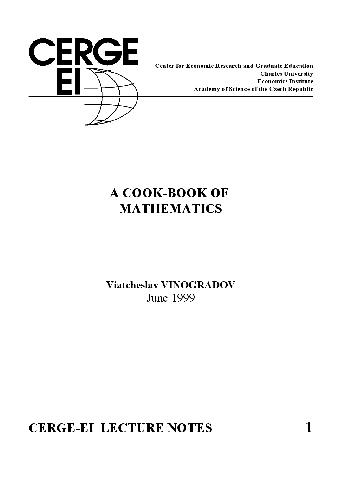 CERGE
EI
Center for Economic Research and Graduate Education
Charles University
Economics Institute
Academy of Science of the Czech Republic
A COOK-BOOK OF
MATHEMATICS
Viatcheslav VINOGRADOV
June 1999
CERGE-EI LECTURE NOTES 1